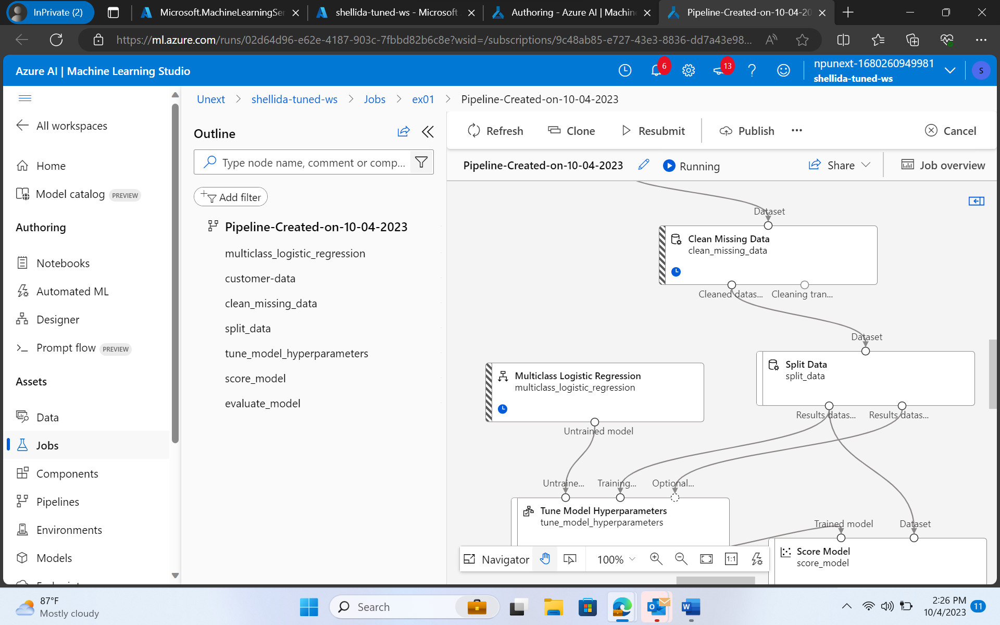 InPrivate (2)
Microsoft.MachineLearningSer
shellida-tuned-ws - Microsoft
Authoring - Azure AI | Machine
Pipeline-Created-on-10-04-20
https://ml.azure.com/runs/02d64d96-e62e-4187-903c-7fbbd82b6c8e?wsid=/subscriptions/9c48ab85-e727-43e3-8836-dd7a43e98...
Azure AI | Machine Learning Studio
6
13
npunext-1680260949981
shellida-tuned-ws
S
All workspaces
Home
Model catalog PREVIEW
Authoring
Notebooks
Automated ML
Designer
Prompt flow PREVIEW
Assets
Data
Jobs
Components
Pipelines
Environments
Models
Unext > shellida-tuned-ws > Jobs > ex01 > Pipeline-Created-on-10-04-2023
Outline
Type node name, comment or comp...
Add filter
Pipeline-Created-on-10-04-2023
multiclass_logistic_regression
customer-data
clean_missing_data
split_data
tune_model_hyperparameters
score_model
evaluate_model
Refresh
Clone
Resubmit
Publish
...
Cancel
Pipeline-Created-on-10-04-2023
Running
Share
Job overview
Dataset
Clean Missing Data
clean_missing_data
Cleaned datas...
Cleaning tran...
Dataset
Split Data
split_data
Results datas...
Results datas...
Multiclass Logistic Regression
multiclass_logistic_regression
Untrained model
Untraine...
Training...
Optional...
Tune Model Hyperparameters
tune_model_hyperparameters
Trained model
Dataset
Score Model
score_model
Navigator
100%
1:1
87°F
Mostly cloudy
Search
2:26 PM
10/4/2023
11